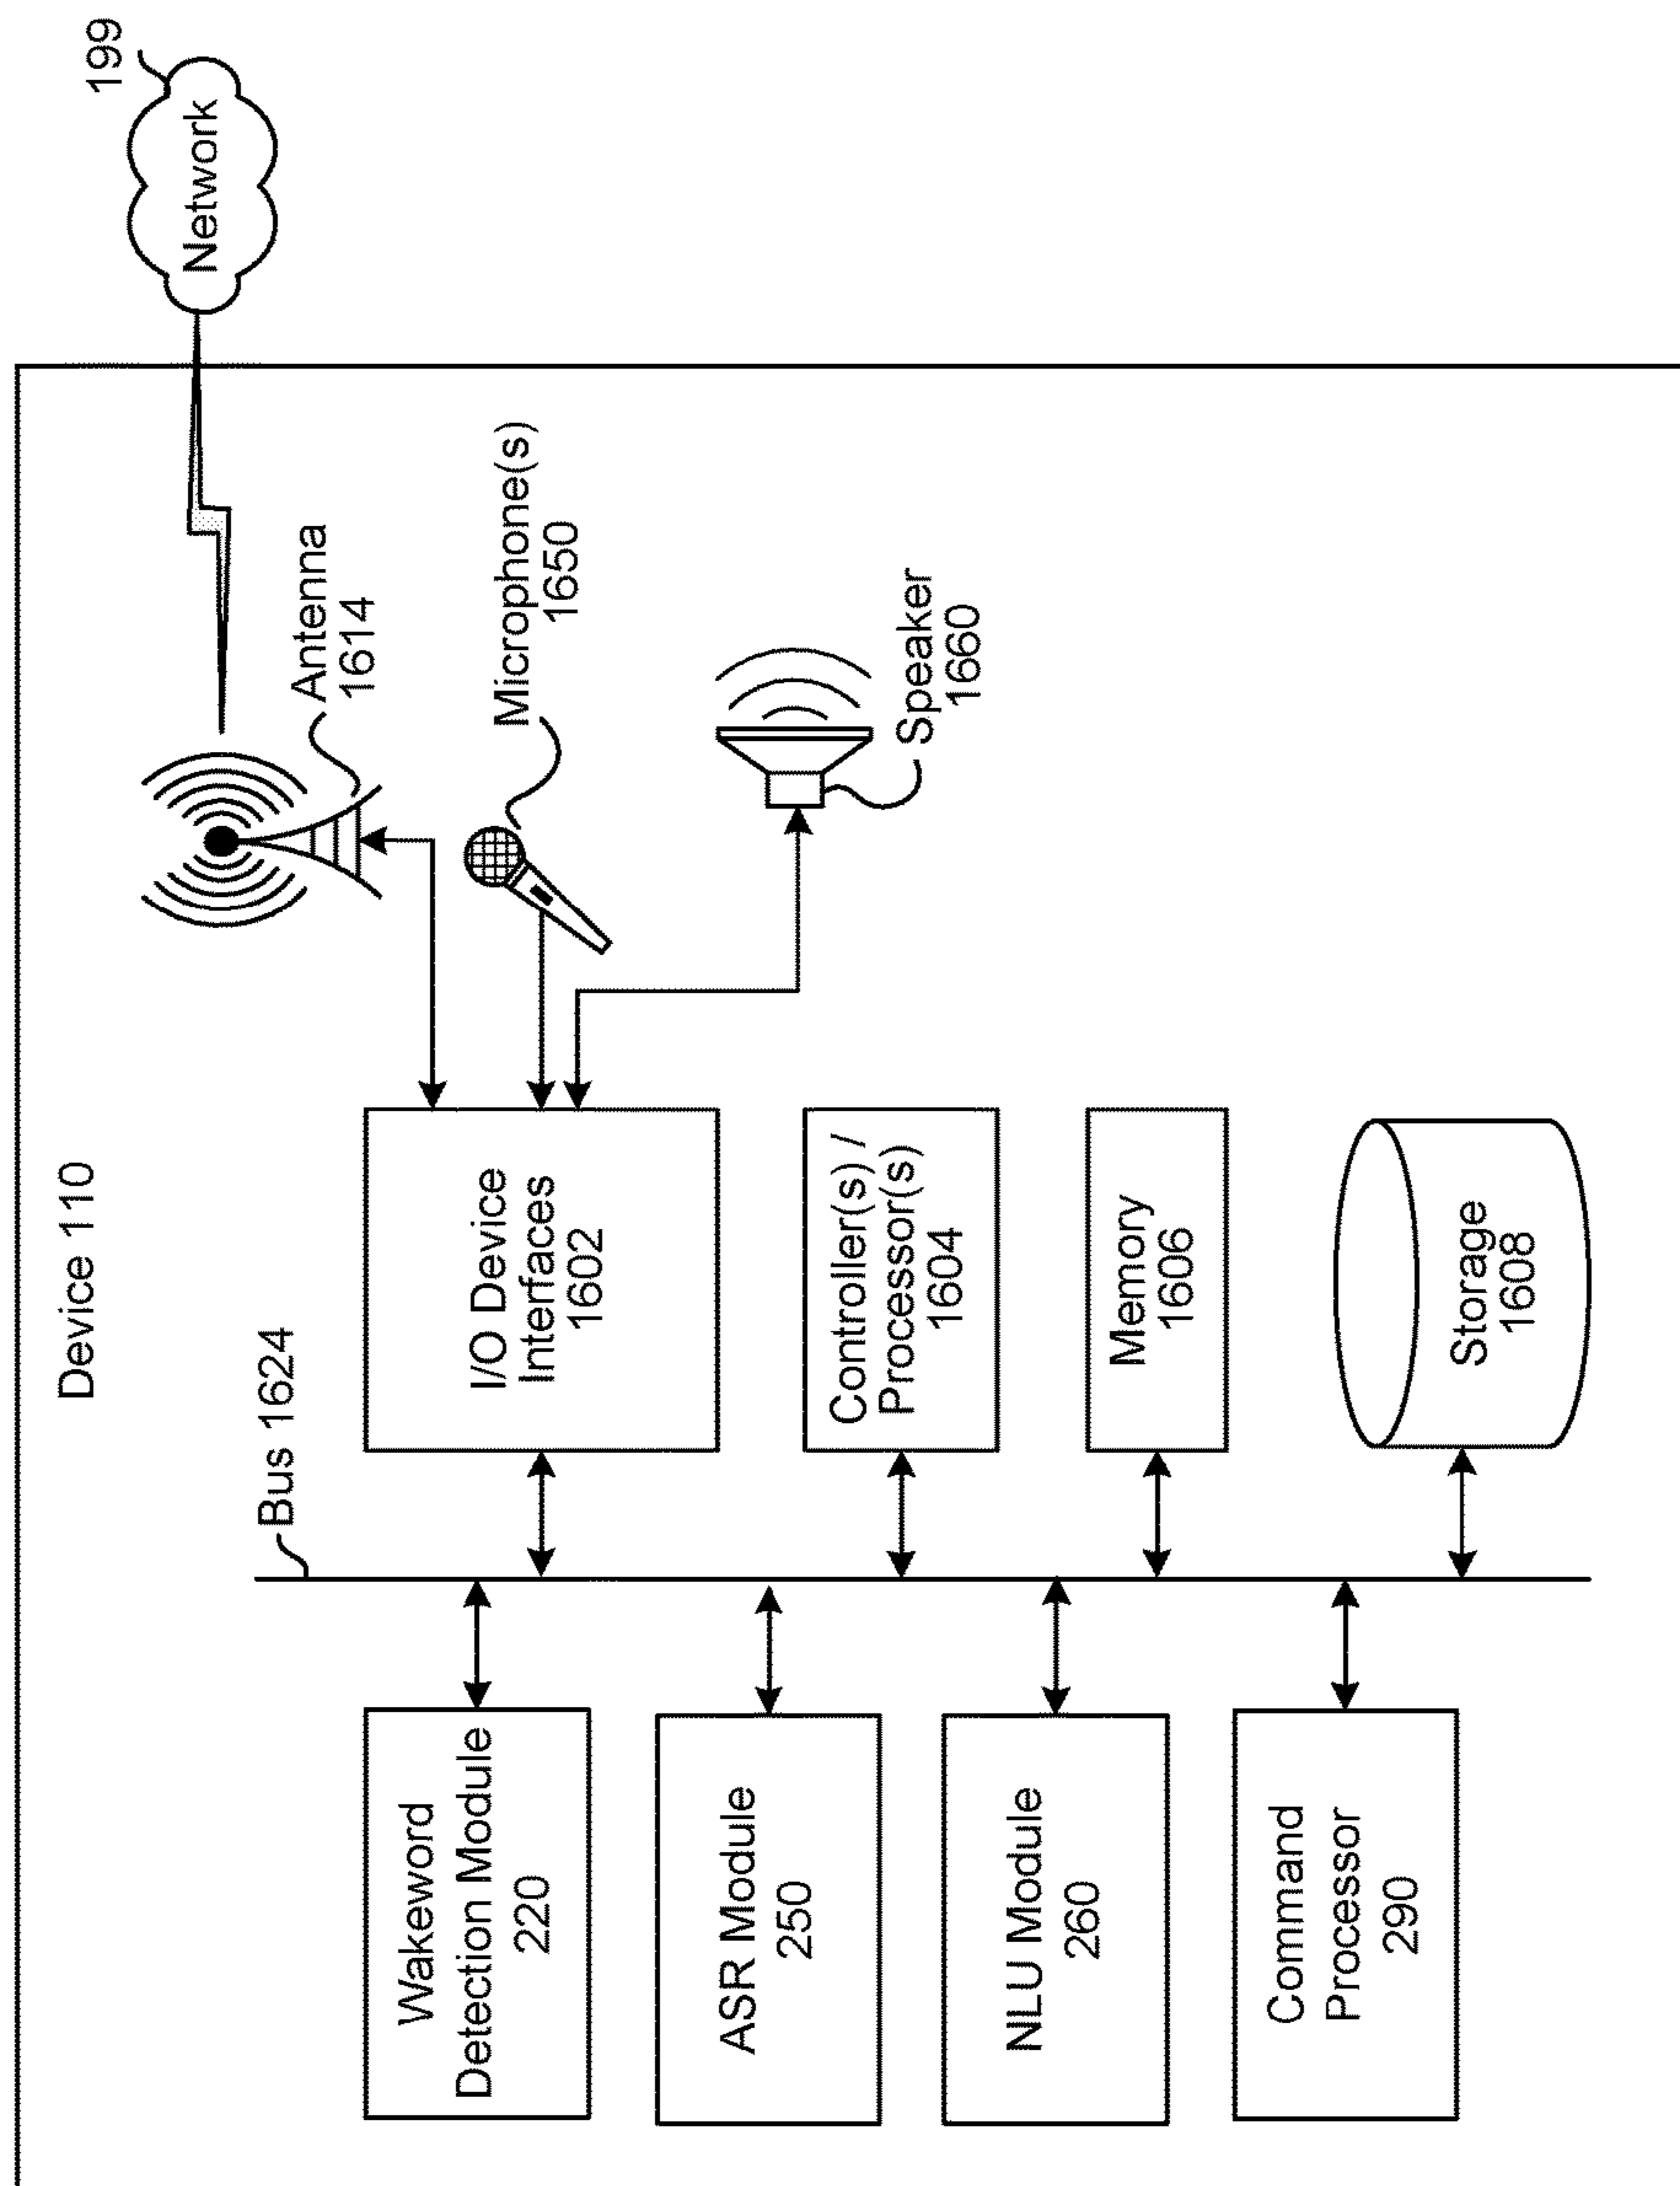 Device 110
Bus 1624
Wakeword
Detection Module
220
ASR Module
250
NLU Module
260
Command
Processor
290
I/O Device
Interfaces
1602
Controller(s) /
Processor(s)
1604
Memory
1606
Storage
1608
Antenna
1614
Microphone(s)
1650
Speaker
1660
199
Network